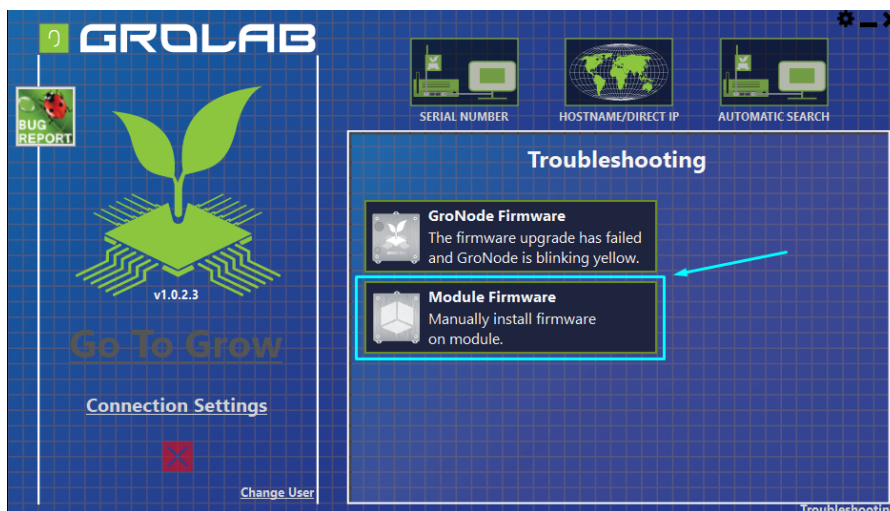 GROLAB
BUG
REPORT
v1.0.2.3
Go To Grow
Connection Settings
Change User
SERIAL NUMBER
HOSTNAME/DIRECT IP
AUTOMATIC SEARCH
Troubleshooting
GroNode Firmware
The firmware upgrade has failed
and GroNode is blinking yellow.
Module Firmware
Manually install firmware
on module.
Troubleshootin